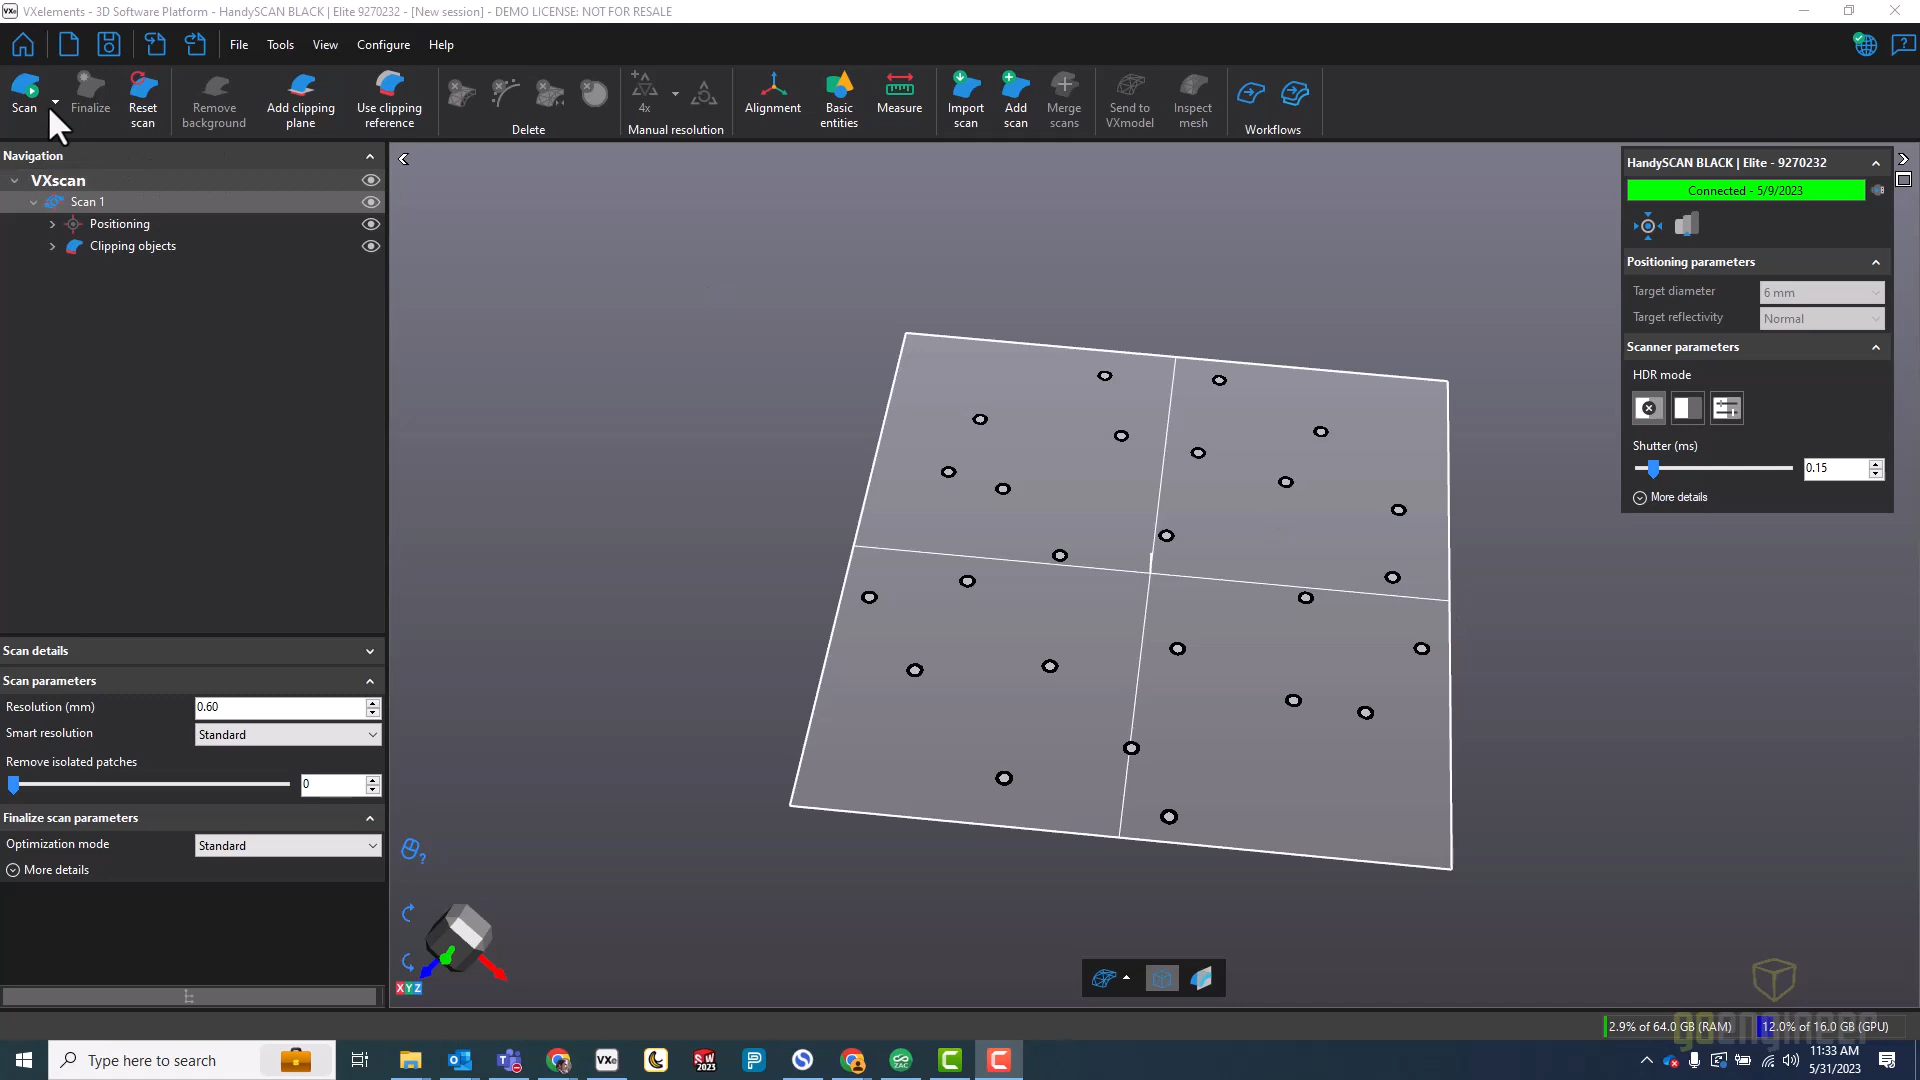 VXelements - 3D Software Platform - HandySCAN BLACK | Elite 9270232 - [New session] - DEMO LICENSE: NOT FOR RESALE
File Tools View Configure Help
Scan
Finalize
Reset scan
Remove background
Add clipping plane
Use clipping reference
Delete
4x
Manual resolution
Alignment
Basic entities
Measure
Import scan
Add scan
Merge scans
Send to VXmodel
Inspect mesh
Workflows
Navigation
VXscan
Scan 1
Positioning
Clipping objects
HandySCAN BLACK | Elite - 9270232
Connected - 5/9/2023
Positioning parameters
Target diameter 6 mm
Target reflectivity Normal
Scanner parameters
HDR mode
Shutter (ms)
0.15
More details
Scan details
Scan parameters
Resolution (mm) 0.60
Smart resolution Standard
Remove isolated patches
0
Finalize scan parameters
Optimization mode Standard
More details
XYZ
goengineer
2.9% of 64.0 GB (RAM) 12.0% of 16.0 GB (GPU)
Type here to search
VXe
SW 2023
ZAC
11:33 AM
5/31/2023